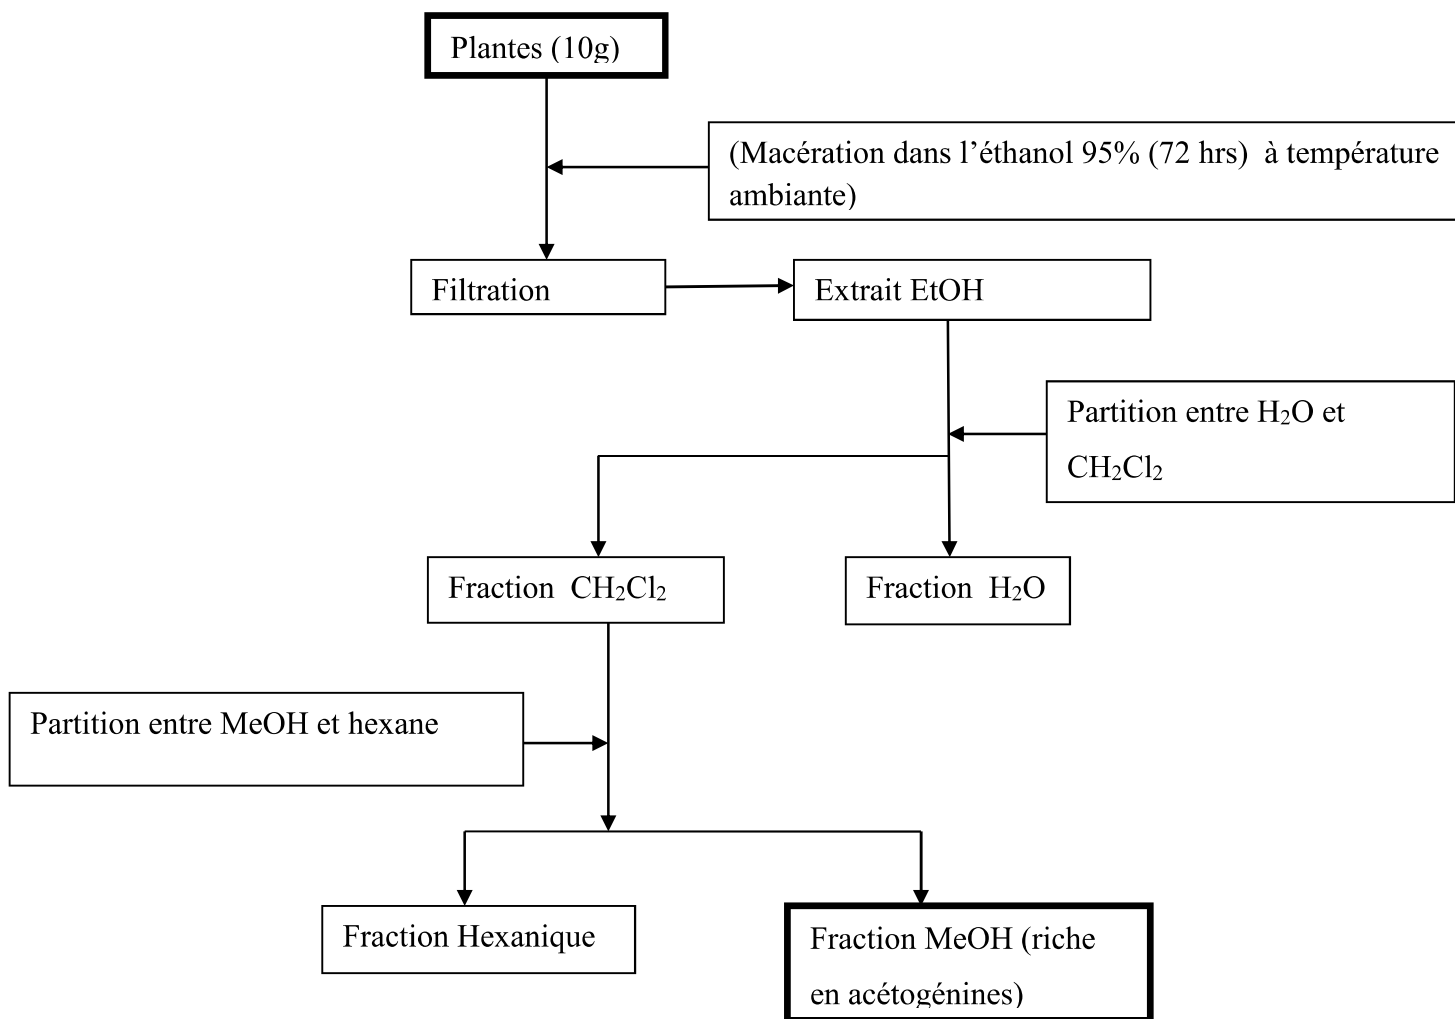 Plantes (10g)
(Macération dans l’éthanol 95% (72 hrs)  à température
ambiante)
Filtration
Extrait EtOH
Partition entre H₂O et
CH₂Cl₂
Fraction  CH₂Cl₂
Fraction  H₂O
Partition entre MeOH et hexane
Fraction Hexanique
Fraction MeOH (riche
en acétogénines)